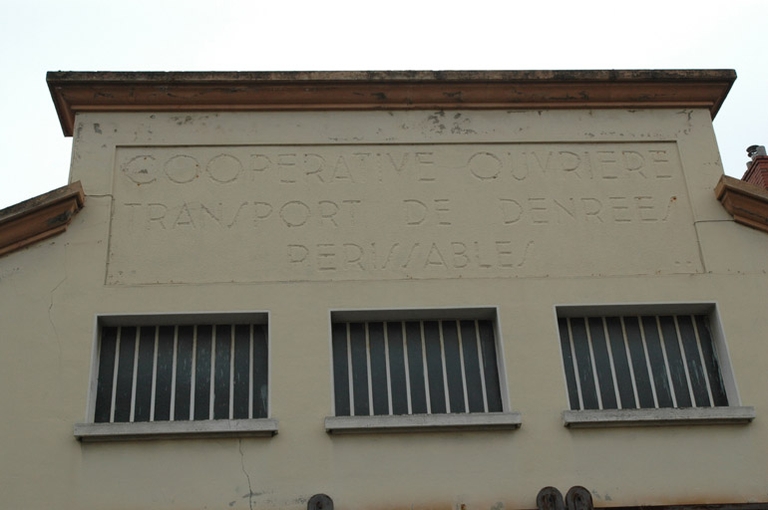 COOPERATIVE OUVRIERE
TRANSPORT DE DENREES
PERISSABLES